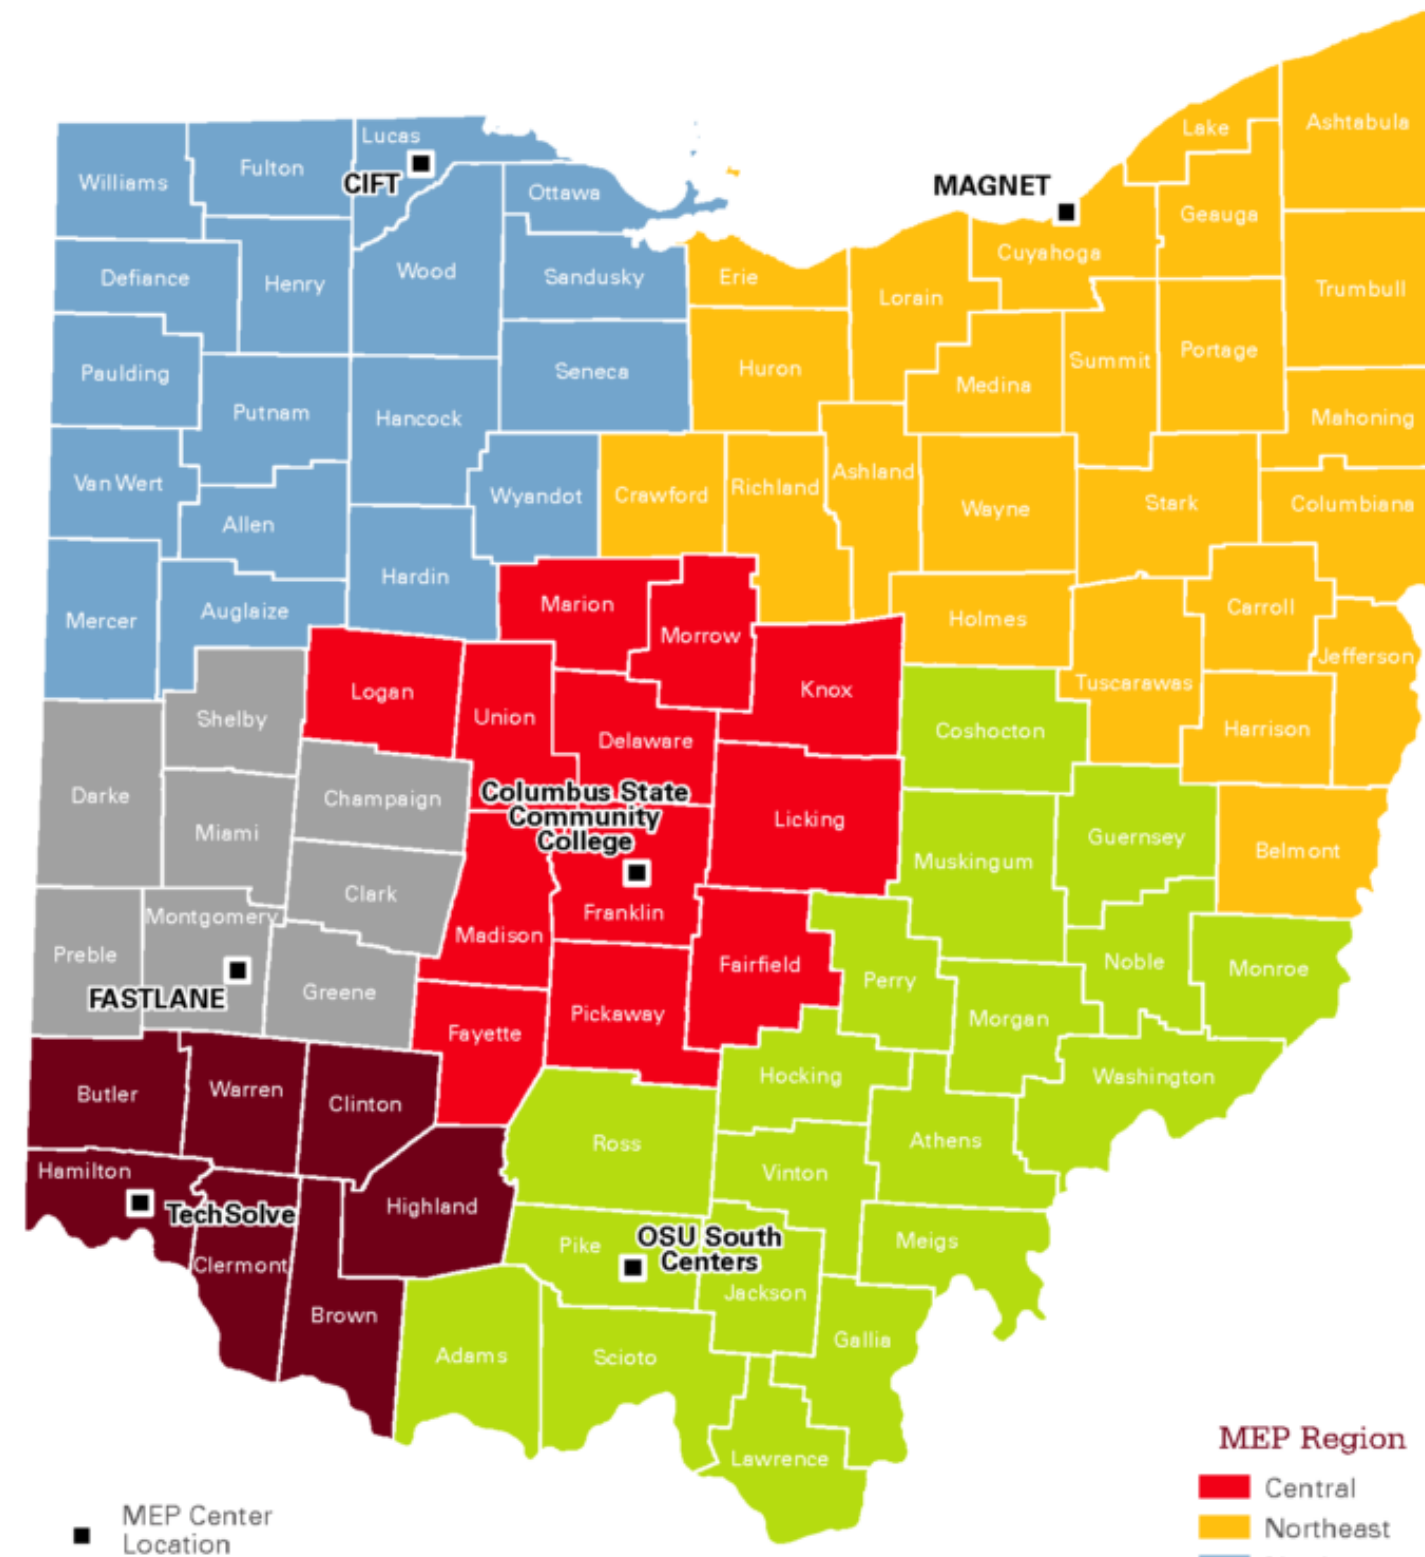 Lake
Ashtabula
Lucas
Fulton
Williams
CIFT
MAGNET
Ottawa
Geauga
Cuyahoga
Defiance
Henry
Wood
Sandusky
Erie
Lorain
Trumbull
Paulding
Seneca
Huron
Medina
Summit
Portage
Putnam
Hancock
Mahoning
Van Wert
Wyandot
Crawford
Richland
Ashland
Wayne
Stark
Columbiana
Allen
Hardin
Marion
Morrow
Holmes
Carroll
Mercer
Auglaize
Jefferson
Logan
Union
Knox
Tuscarawas
Shelby
Delaware
Coshocton
Harrison
Darke
Champaign
Columbus State
Community
College
Licking
Miami
Muskingum
Guernsey
Belmont
Clark
Franklin
Montgomery
Madison
Preble
Fairfield
Perry
Noble
Monroe
FASTLANE
Greene
Fayette
Pickaway
Morgan
Butler
Warren
Clinton
Hocking
Washington
Ross
Athens
Hamilton
Vinton
TechSolve
Highland
Pike
OSU South
Centers
Meigs
Clermont
Jackson
Brown
Gallia
Adams
Scioto
Lawrence
MEP Region
Central
Northeast
MEP Center
Location